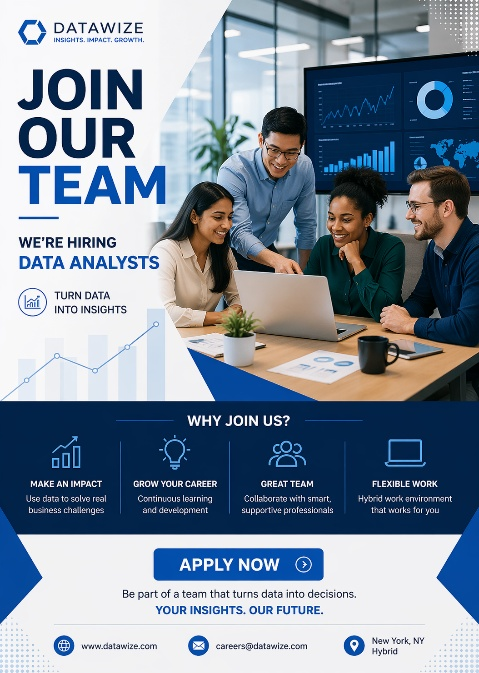 DATAWIZE
INSIGHTS. IMPACT. GROWTH.
JOIN
OUR
TEAM
WE'RE HIRING
DATA ANALYSTS
TURN DATA
INTO INSIGHTS
WHY JOIN US?
MAKE AN IMPACT
Use data to solve real
business challenges
GROW YOUR CAREER
Continuous learning
and development
GREAT TEAM
Collaborate with smart,
supportive professionals
FLEXIBLE WORK
Hybrid work environment
that works for you
APPLY NOW
Be part of a team that turns data into decisions.
YOUR INSIGHTS. OUR FUTURE.
www.datawize.com
careers@datawize.com
New York, NY
Hybrid